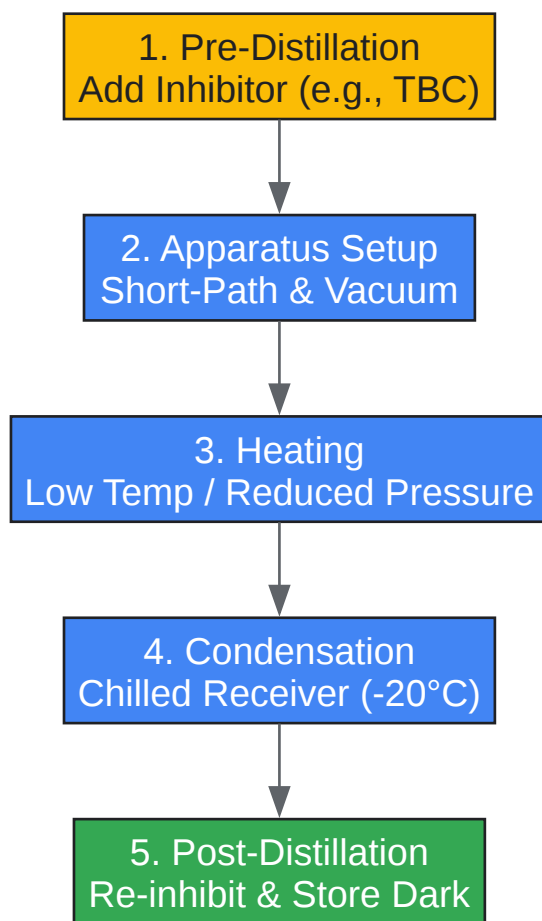 1. Pre-Distillation
Add Inhibitor (e.g., TBC)
2. Apparatus Setup
Short-Path & Vacuum
3. Heating
Low Temp / Reduced Pressure
4. Condensation
Chilled Receiver (-20°C)
5. Post-Distillation
Re-inhibit & Store Dark